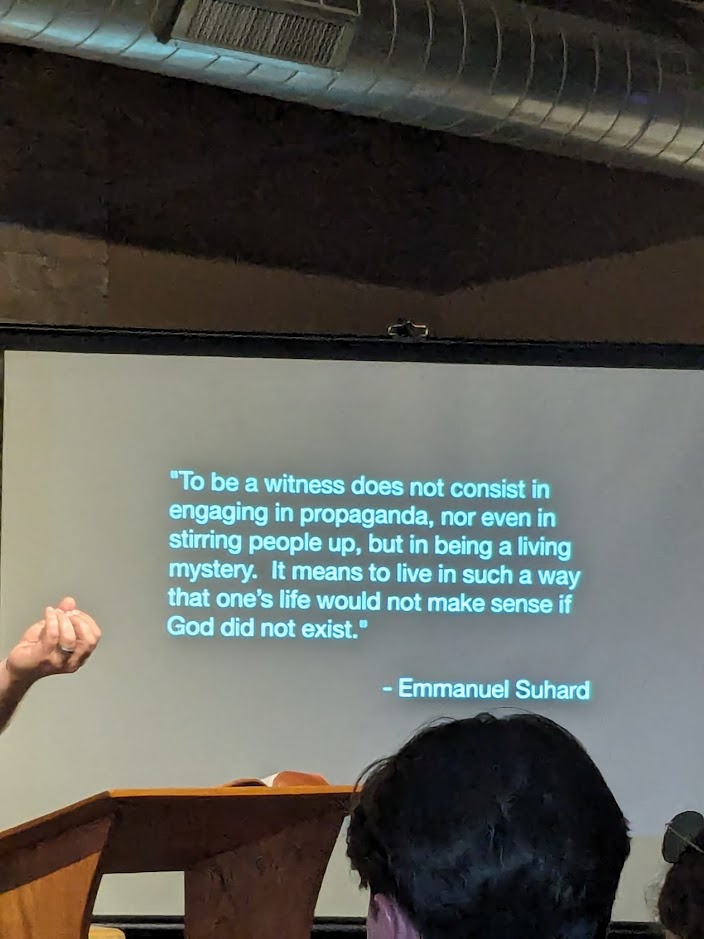 "To be a witness does not consist in
engaging in propaganda, nor even in
stirring people up, but in being a living
mystery.  It means to live in such a way
that one's life would not make sense if
God did not exist."
- Emmanuel Suhard